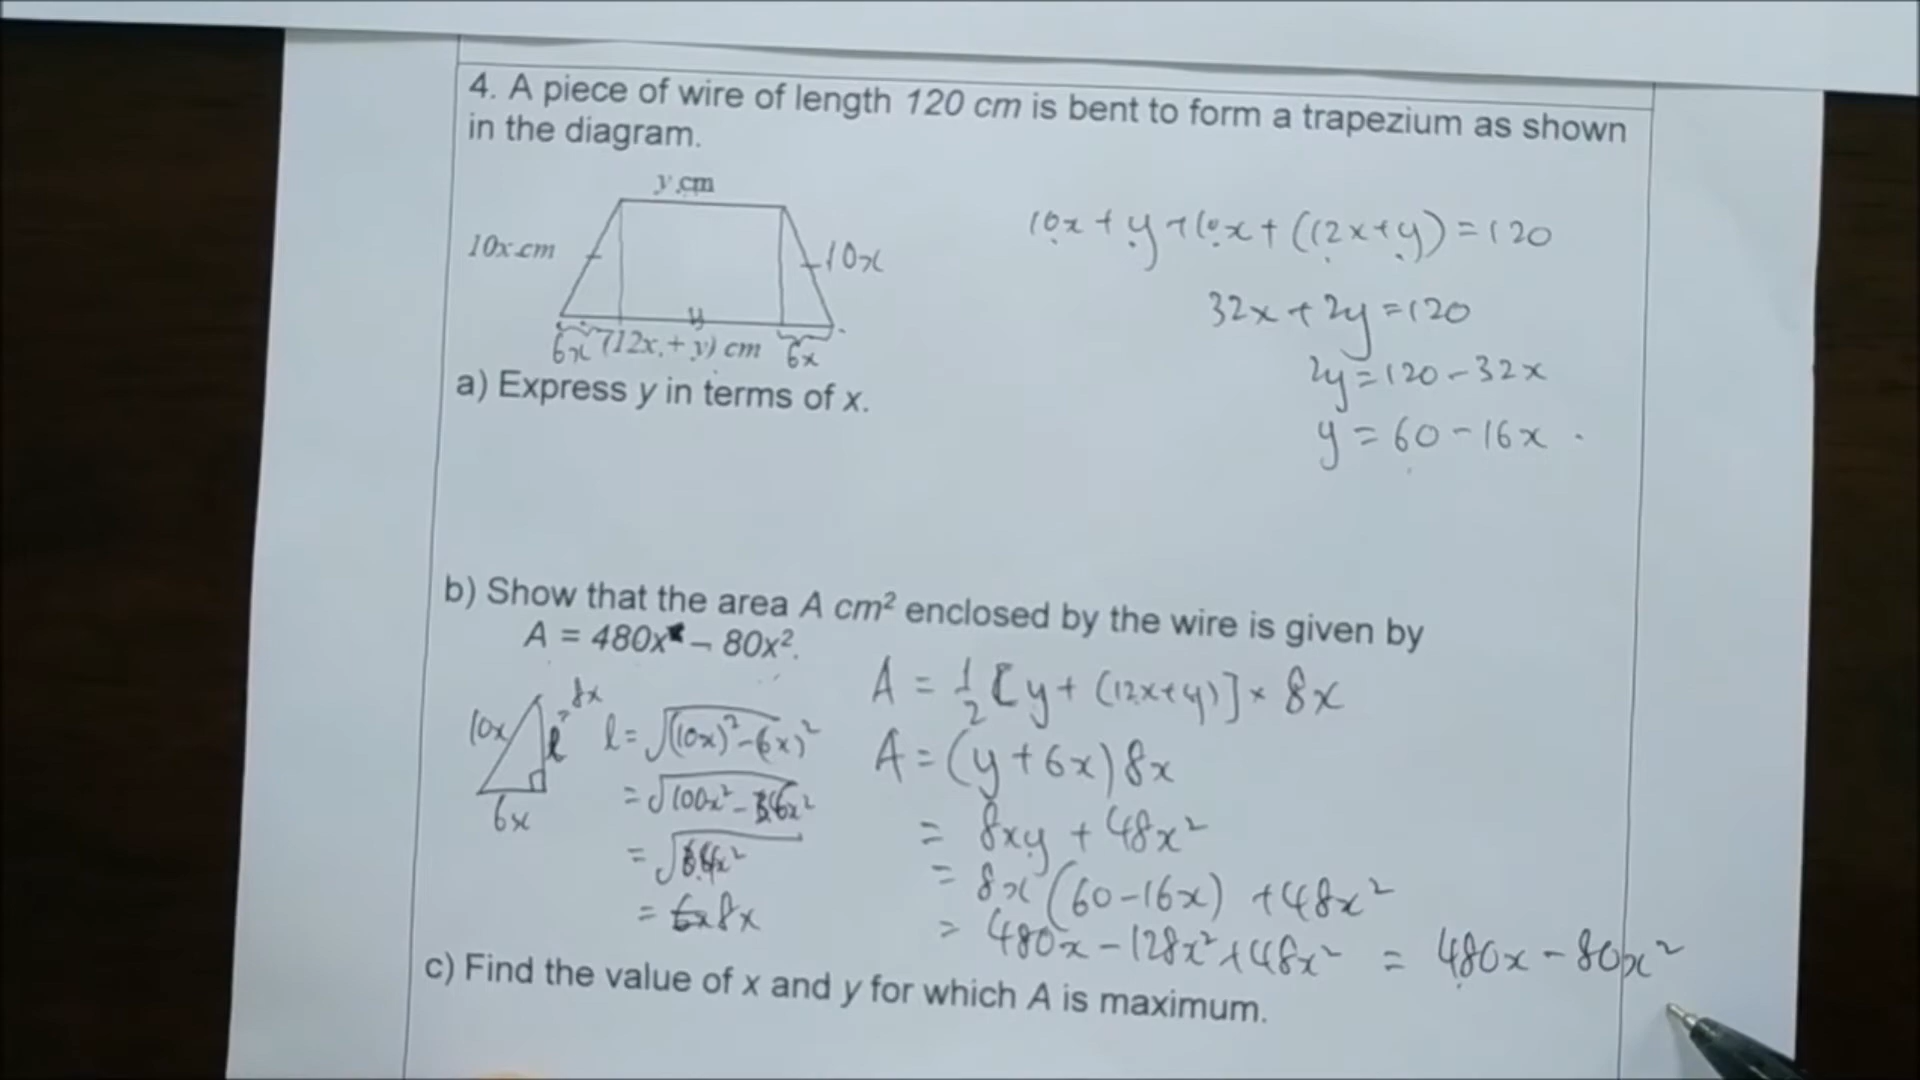 4. A piece of wire of length 120 cm is bent to form a trapezium as shown
in the diagram.
y cm
10x cm
10x
y
6x
(12x + y) cm
6x
10x + y + 10x + (12x+y) = 120
32x + 2y = 120
2y = 120 - 32x
y = 60 - 16x
a) Express y in terms of x.
b) Show that the area A cm² enclosed by the wire is given by
A = 480x – 80x².
10x
8x
l
6x
l = √(10x)² - (6x)²
= √100x² - 36x²
= √64x²
= 8x
A = 1/2 [y + (12x+y)] × 8x
A = (y + 6x) 8x
= 8xy + 48x²
= 8x (60 - 16x) + 48x²
= 480x - 128x² + 48x² = 480x - 80x²
c) Find the value of x and y for which A is maximum.